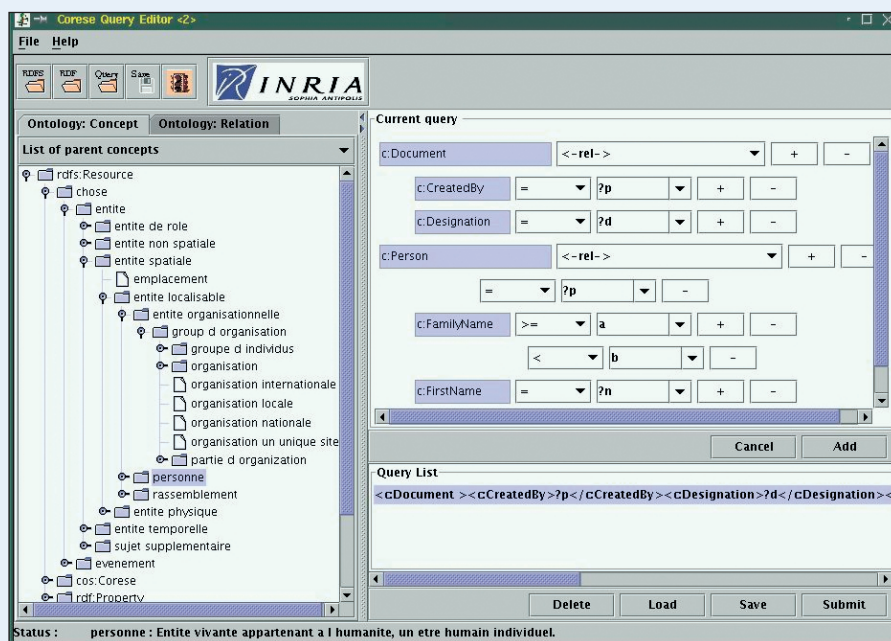 Corese Query Editor <2>
File Help
RDFS RDF Query Save
INRIA
SOPHIA ANTIPOLIS
Ontology: Concept Ontology: Relation
List of parent concepts
rdfs:Resource
chose
entite
entite de role
entite non spatiale
entite spatiale
emplacement
entite localisable
entite organisationnelle
group d organisation
groupe d individus
organisation
organisation internationale
organisation locale
organisation nationale
organisation un unique site
partie d organization
personne
rassemblement
entite physique
entite temporelle
sujet supplementaire
evenement
cos:Corese
rdf:Property
Current query
c:Document <-rel-> + -
c:CreatedBy = ?p + -
c:Designation = ?d + -
c:Person <-rel-> + -
= ?p -
c:FamilyName >= a + -
< b -
c:FirstName = ?n + -
Cancel Add
Query List
<c:Document ><c:CreatedBy>?p</c:CreatedBy><c:Designation>?d</c:Designation><
Delete Load Save Submit
Status : personne : Entite vivante appartenant a l humanite, un etre humain individuel.